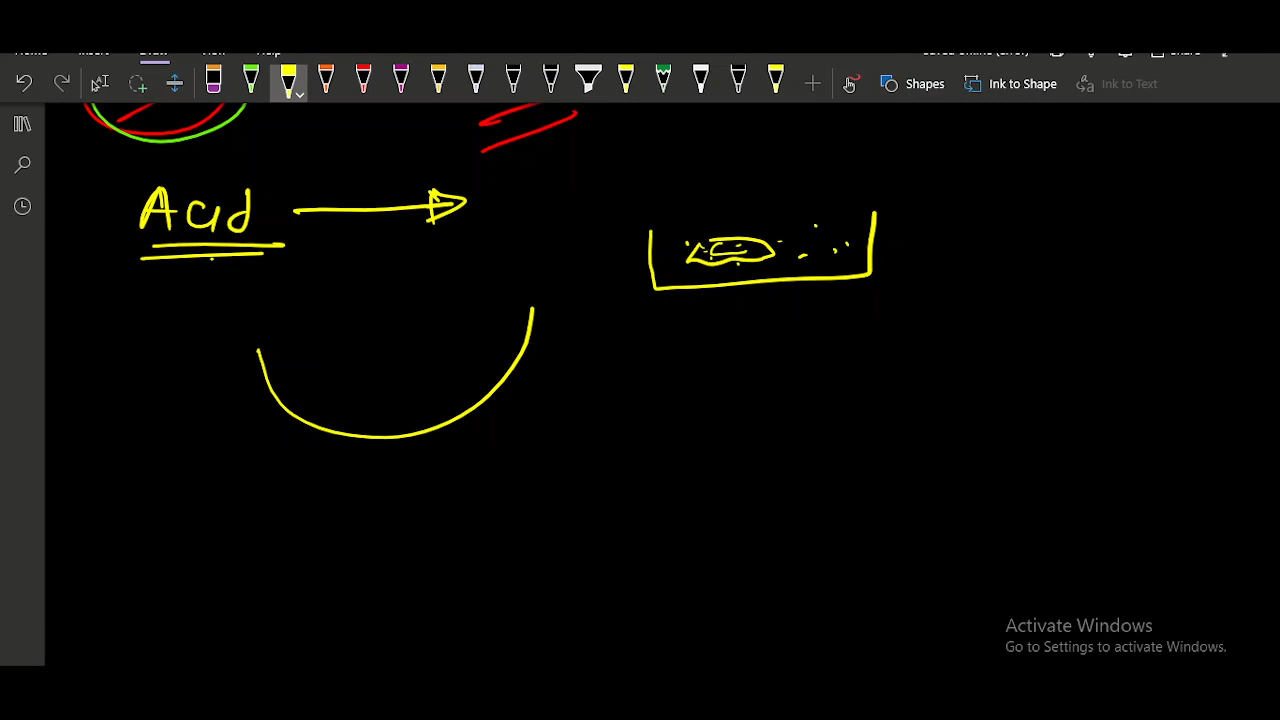 Shapes
Ink to Shape
Ink to Text
Acid
Activate Windows
Go to Settings to activate Windows.